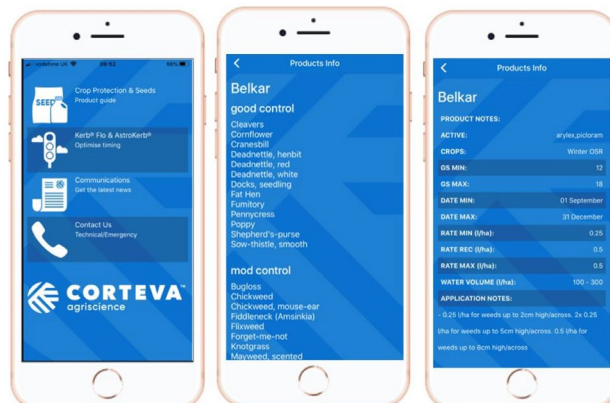 vodefone UK
09:52
56%
SEED
Crop Protection & Seeds
Product guide
Kerb® Flo & AstroKerb®
Optimise timing
Communications
Get the latest news
Contact Us
Technical/Emergency
CORTEVA™
agriscience
Products Info
Belkar
good control
Cleavers
Cornflower
Cranesbill
Deadnettle, henbit
Deadnettle, red
Deadnettle, white
Docks, seedling
Fat Hen
Fumitory
Pennycress
Poppy
Shepherd's-purse
Sow-thistle, smooth
mod control
Bugloss
Chickweed
Chickweed, mouse-ear
Fiddleneck (Amsinkia)
Flixweed
Forget-me-not
Knotgrass
Mayweed, scented
Products Info
Belkar
PRODUCT NOTES:
ACTIVE: arylex,picloram
CROPS: Winter OSR
GS MIN: 12
GS MAX: 18
DATE MIN: 01 September
DATE MAX: 31 December
RATE MIN (l/ha): 0.25
RATE REC (l/ha): 0.5
RATE MAX (l/ha): 0.5
WATER VOLUME (l/ha): 100 - 300
APPLICATION NOTES:
- 0.25 l/ha for weeds up to 2cm high/across. 2x 0.25
l/ha for weeds up to 5cm high/across. 0.5 l/ha for
weeds up to 8cm high/across